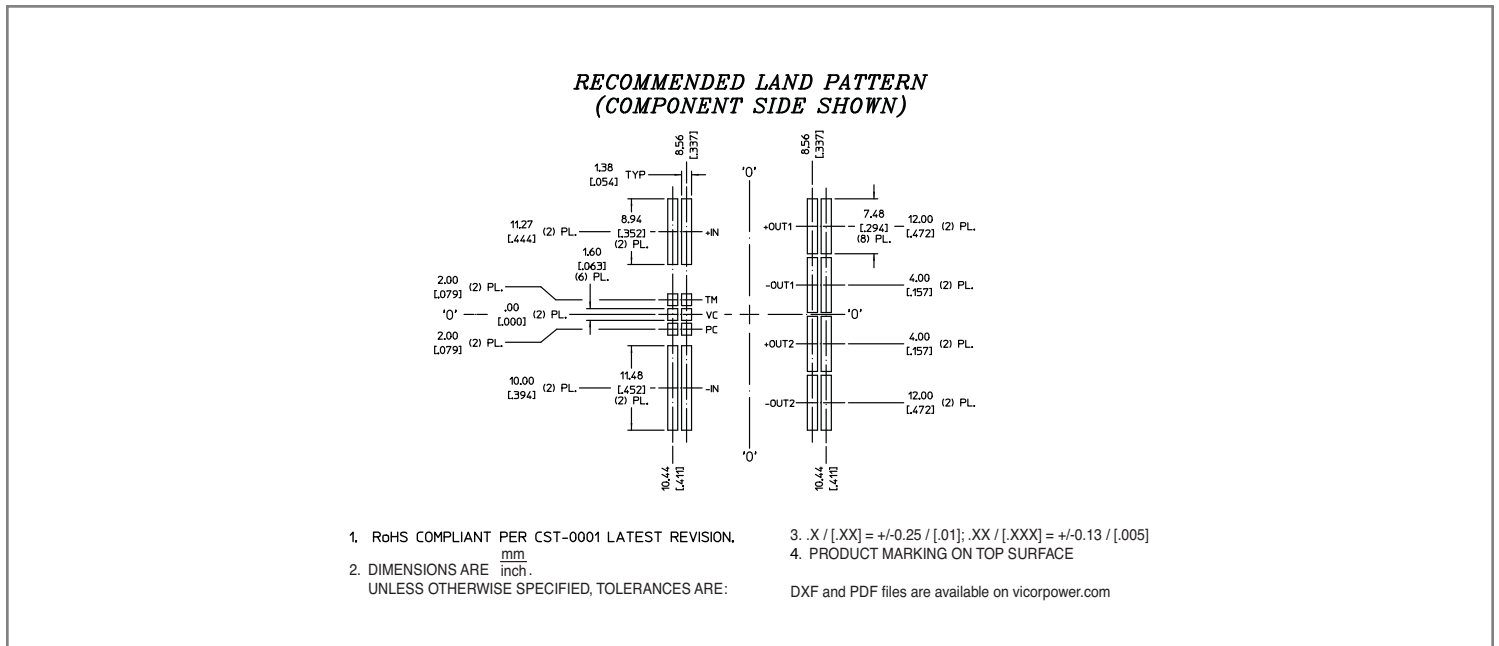 RECOMMENDED LAND PATTERN
(COMPONENT SIDE SHOWN)
8.56
[.337]
8.56
[.337]
1.38
[.054] TYP
'0'
11.27
[.444] (2) PL.
8.94
[.352]
(2) PL.
+IN
+OUT1
7.48
[.294]
(8) PL.
12.00
[.472] (2) PL.
1.60
[.063]
(6) PL.
2.00
[.079] (2) PL.
TM
-OUT1
4.00
[.157] (2) PL.
'0'
.00
[.000] (2) PL.
VC
'0'
2.00
[.079] (2) PL.
PC
+OUT2
4.00
[.157] (2) PL.
10.00
[.394] (2) PL.
11.48
[.452]
(2) PL.
-IN
-OUT2
12.00
[.472] (2) PL.
'0'
10.44
[.411]
10.44
[.411]
1. RoHS COMPLIANT PER CST-0001 LATEST REVISION.
2. DIMENSIONS ARE mm
inch.
UNLESS OTHERWISE SPECIFIED, TOLERANCES ARE:
3. .X / [.XX] = +/-0.25 / [.01]; .XX / [.XXX] = +/-0.13 / [.005]
4. PRODUCT MARKING ON TOP SURFACE
DXF and PDF files are available on vicorpower.com